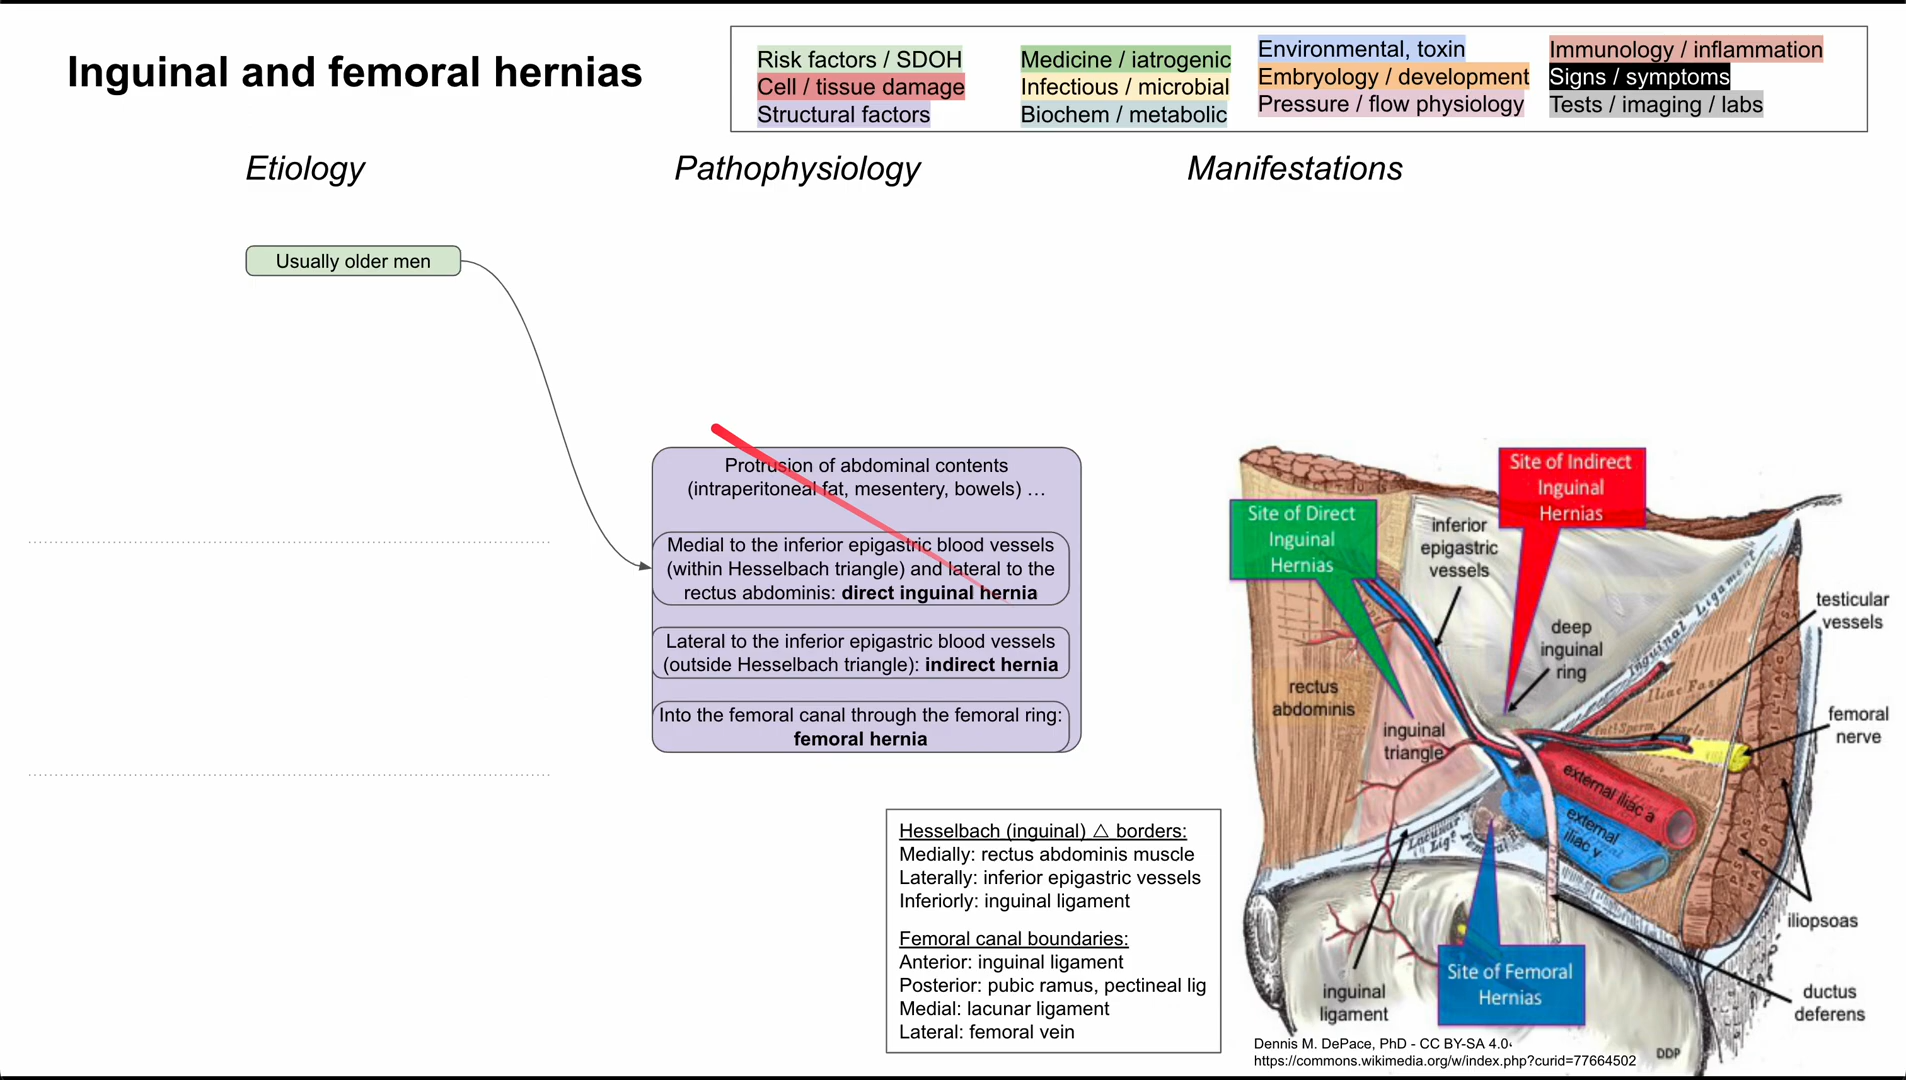 Inguinal and femoral hernias
Risk factors / SDOH
Cell / tissue damage
Structural factors
Medicine / iatrogenic
Infectious / microbial
Biochem / metabolic
Environmental, toxin
Embryology / development
Pressure / flow physiology
Immunology / inflammation
Signs / symptoms
Tests / imaging / labs
Etiology
Pathophysiology
Manifestations
Usually older men
Protrusion of abdominal contents
(intraperitoneal fat, mesentery, bowels) …
Medial to the inferior epigastric blood vessels
(within Hesselbach triangle) and lateral to the
rectus abdominis: direct inguinal hernia
Lateral to the inferior epigastric blood vessels
(outside Hesselbach triangle): indirect hernia
Into the femoral canal through the femoral ring:
femoral hernia
Hesselbach (inguinal) △ borders:
Medially: rectus abdominis muscle
Laterally: inferior epigastric vessels
Inferiorly: inguinal ligament
Femoral canal boundaries:
Anterior: inguinal ligament
Posterior: pubic ramus, pectineal lig
Medial: lacunar ligament
Lateral: femoral vein
Site of Direct
Inguinal
Hernias
Site of Indirect
Inguinal
Hernias
inferior
epigastric
vessels
deep
inguinal
ring
Inguinal Ligament
testicular
vessels
rectus
abdominis
inguinal
triangle
Iliac Fas
femoral
nerve
external iliac a
external
iliac v
ILIAC
PSOAS
MAJOR
Lacunar
Lig
iliopsoas
Site of Femoral
Hernias
inguinal
ligament
ductus
deferens
DDP
Dennis M. DePace, PhD - CC BY-SA 4.0
https://commons.wikimedia.org/w/index.php?curid=77664502